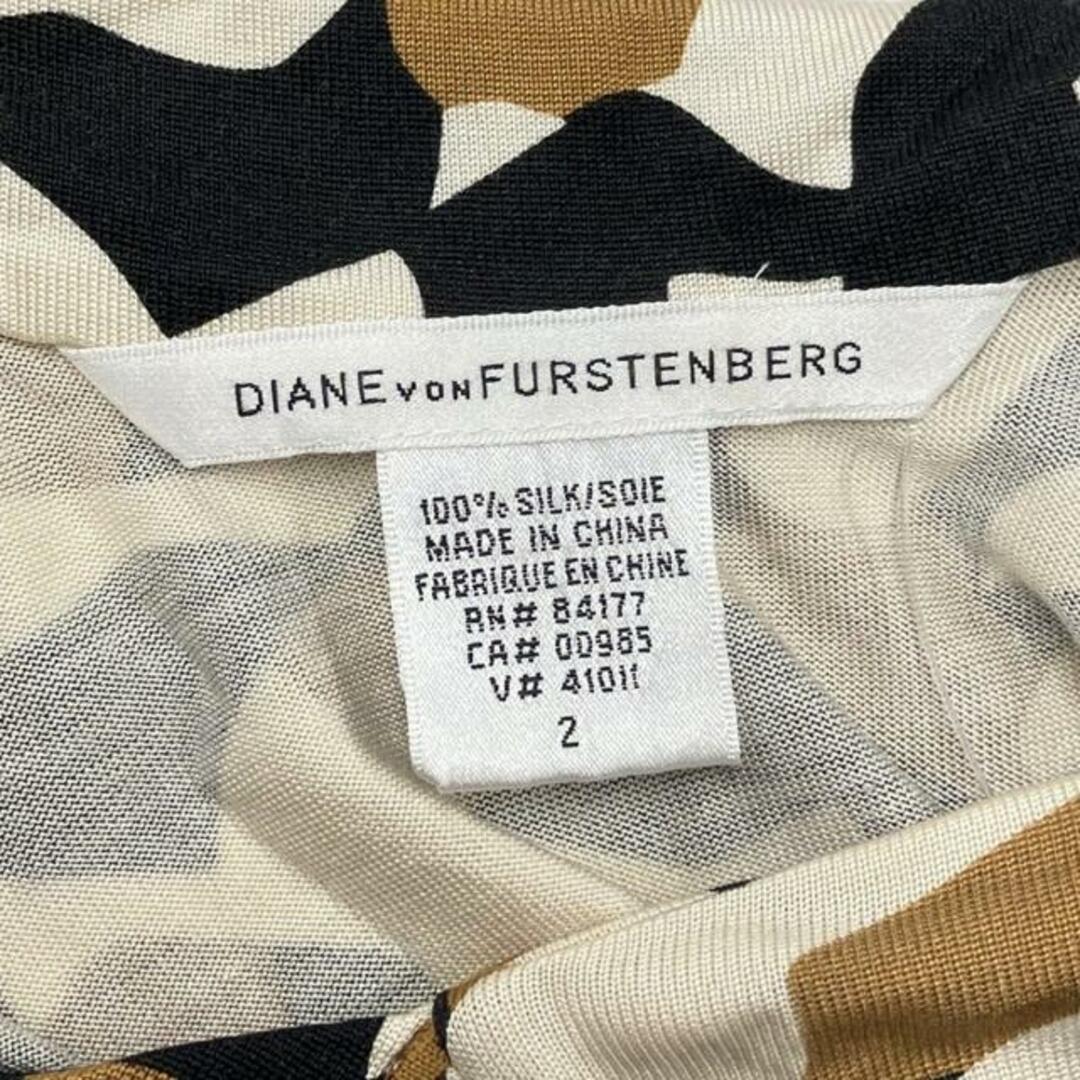 DIANE VON FURSTENBERG
100% SILK/SOIE
MADE IN CHINA
FABRIQUE EN CHINE
RN# 84177
CA# 00985
V# 41011
2